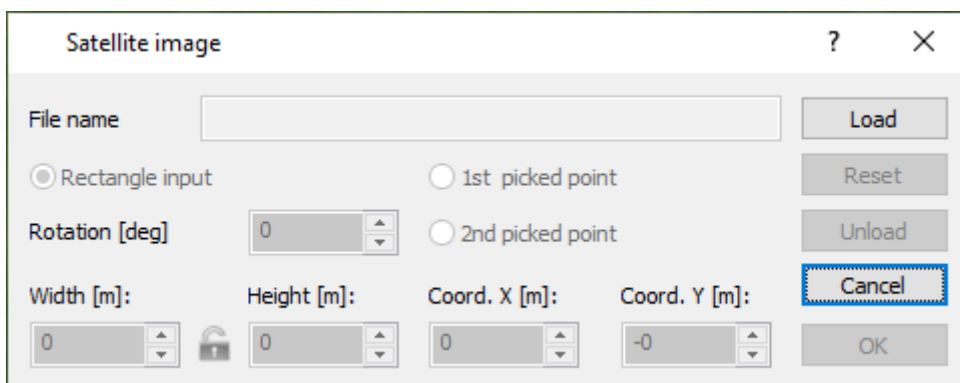 Satellite image ?
File name Load
Rectangle input 1st picked point Reset
Rotation [deg] 0 2nd picked point Unload
Cancel
Width [m]: Height [m]: Coord. X [m]: Coord. Y [m]:
0 0 0 -0 OK